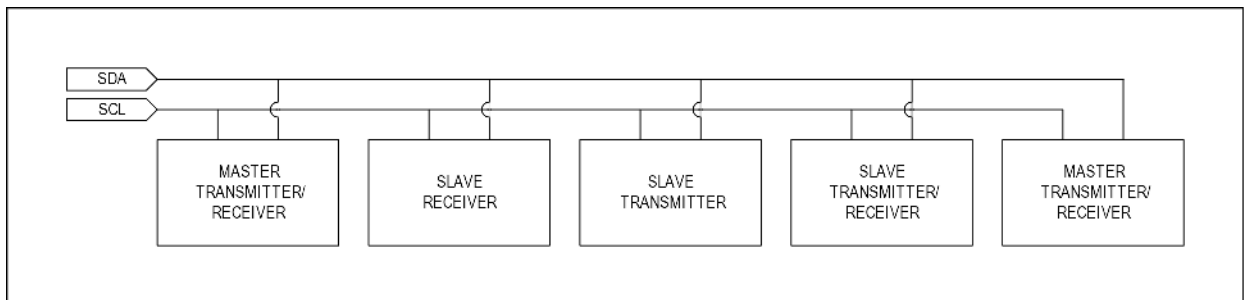 SDA
SCL
MASTER
TRANSMITTER/
RECEIVER
SLAVE
RECEIVER
SLAVE
TRANSMITTER
SLAVE
TRANSMITTER/
RECEIVER
MASTER
TRANSMITTER/
RECEIVER